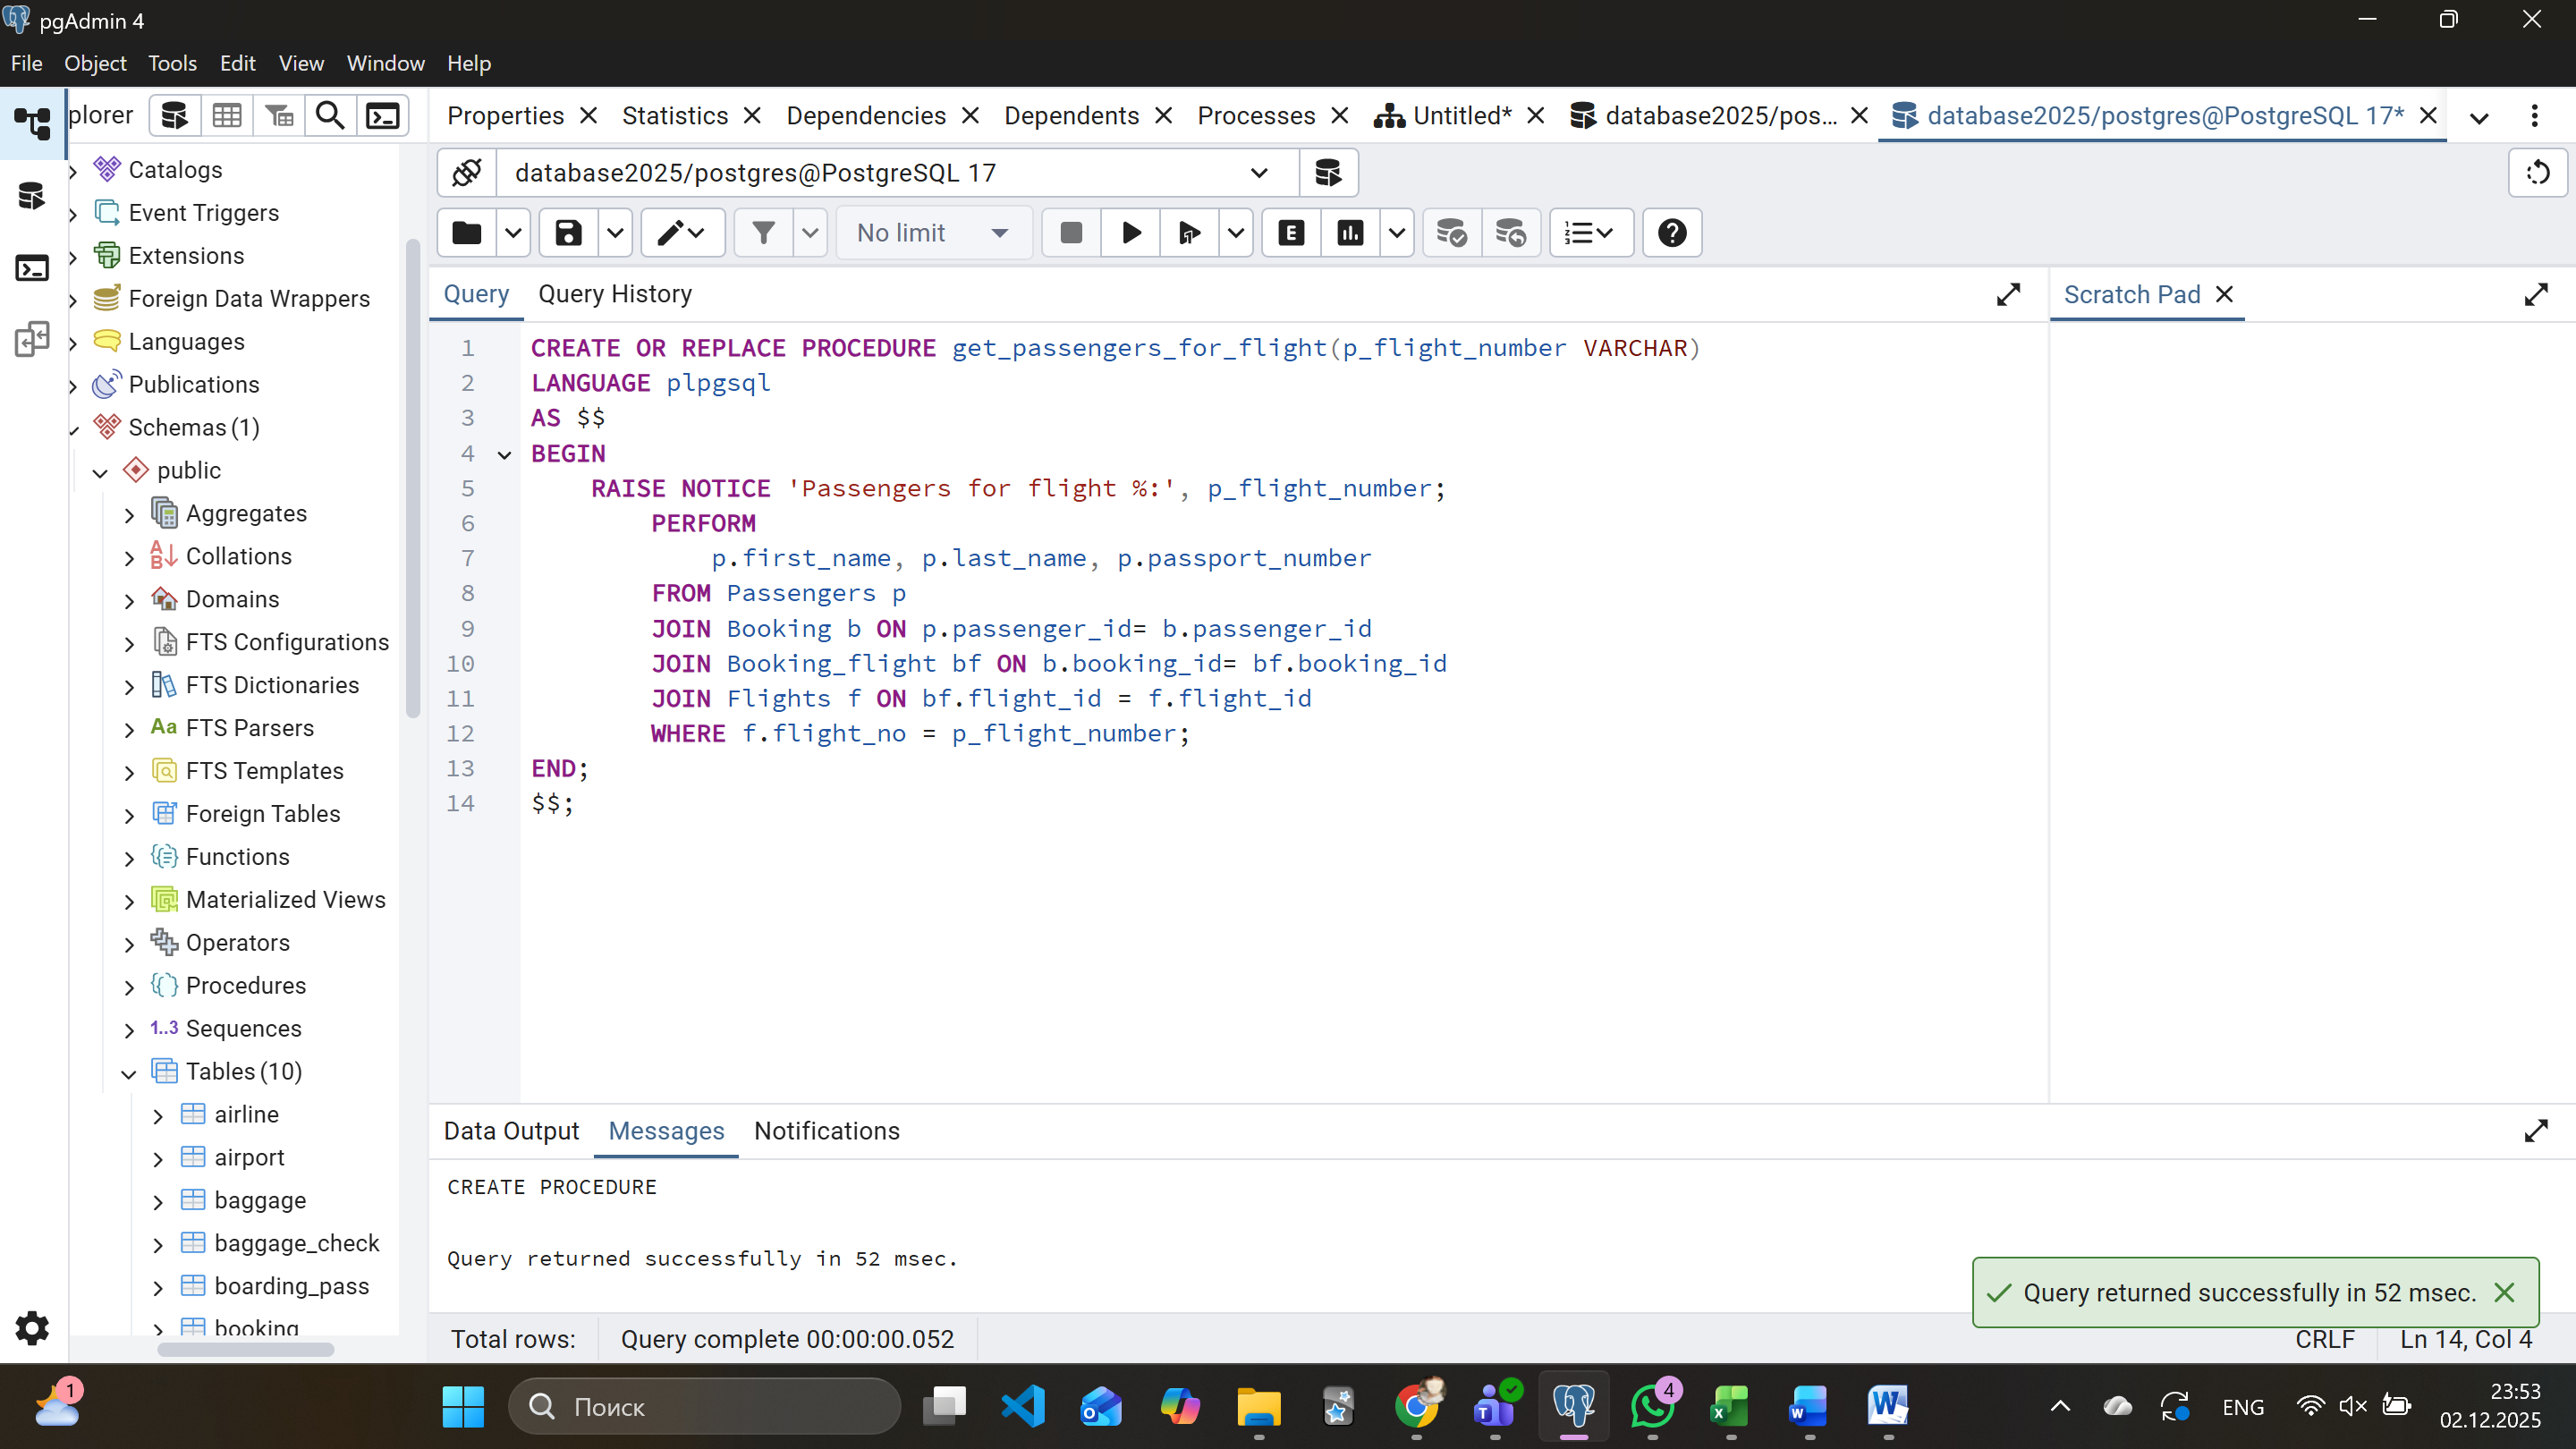 pgAdmin 4
File Object Tools Edit View Window Help
plorer
Properties Statistics Dependencies Dependents Processes Untitled* database2025/pos... database2025/postgres@PostgreSQL 17*
Catalogs
Event Triggers
Extensions
Foreign Data Wrappers
Languages
Publications
Schemas (1)
public
Aggregates
Collations
Domains
FTS Configurations
FTS Dictionaries
Aa FTS Parsers
FTS Templates
Foreign Tables
Functions
Materialized Views
Operators
Procedures
1..3 Sequences
Tables (10)
airline
airport
baggage
baggage_check
boarding_pass
booking
database2025/postgres@PostgreSQL 17
No limit
Query Query History
Scratch Pad
1 CREATE OR REPLACE PROCEDURE get_passengers_for_flight(p_flight_number VARCHAR)
2 LANGUAGE plpgsql
3 AS $$
4 BEGIN
5 RAISE NOTICE 'Passengers for flight %:', p_flight_number;
6 PERFORM
7 p.first_name, p.last_name, p.passport_number
8 FROM Passengers p
9 JOIN Booking b ON p.passenger_id= b.passenger_id
10 JOIN Booking_flight bf ON b.booking_id= bf.booking_id
11 JOIN Flights f ON bf.flight_id = f.flight_id
12 WHERE f.flight_no = p_flight_number;
13 END;
14 $$;
Data Output Messages Notifications
CREATE PROCEDURE
Query returned successfully in 52 msec.
Query returned successfully in 52 msec.
Total rows: Query complete 00:00:00.052
CRLF Ln 14, Col 4
1
Поиск
4
ENG
23:53
02.12.2025